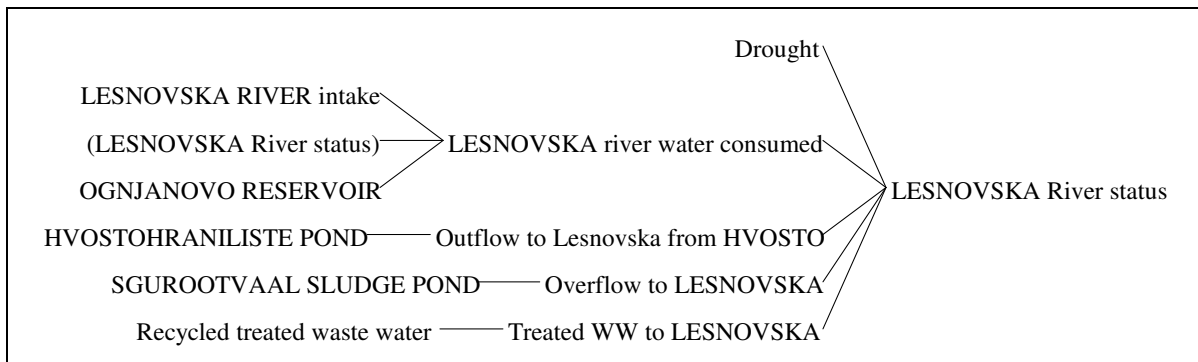 Drought
LESNOVSKA RIVER intake
(LESNOVSKA River status) LESNOVSKA river water consumed
OGNJANOVO RESERVOIR LESNOVSKA River status
HVOSTOHRANILISTE POND Outflow to Lesnovska from HVOSTO
SGUROOTVAAL SLUDGE POND Overflow to LESNOVSKA
Recycled treated waste water Treated WW to LESNOVSKA